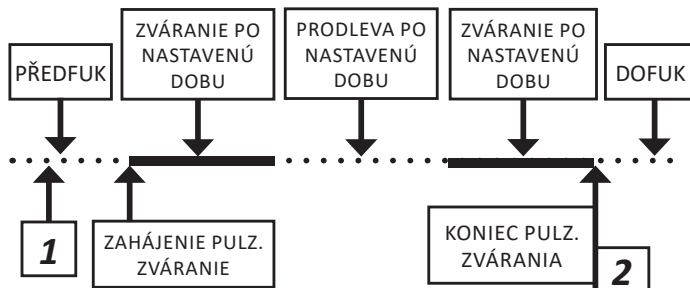 PŘEDFUK
ZVÁRANIE PO
NASTAVENÚ
DOBU
PRODLEVA PO
NASTAVENÚ
DOBU
ZVÁRANIE PO
NASTAVENÚ
DOBU
DOFUK
1
ZAHÁJENIE PULZ.
ZVÁRANIE
KONIEC PULZ.
ZVÁRANIA
2